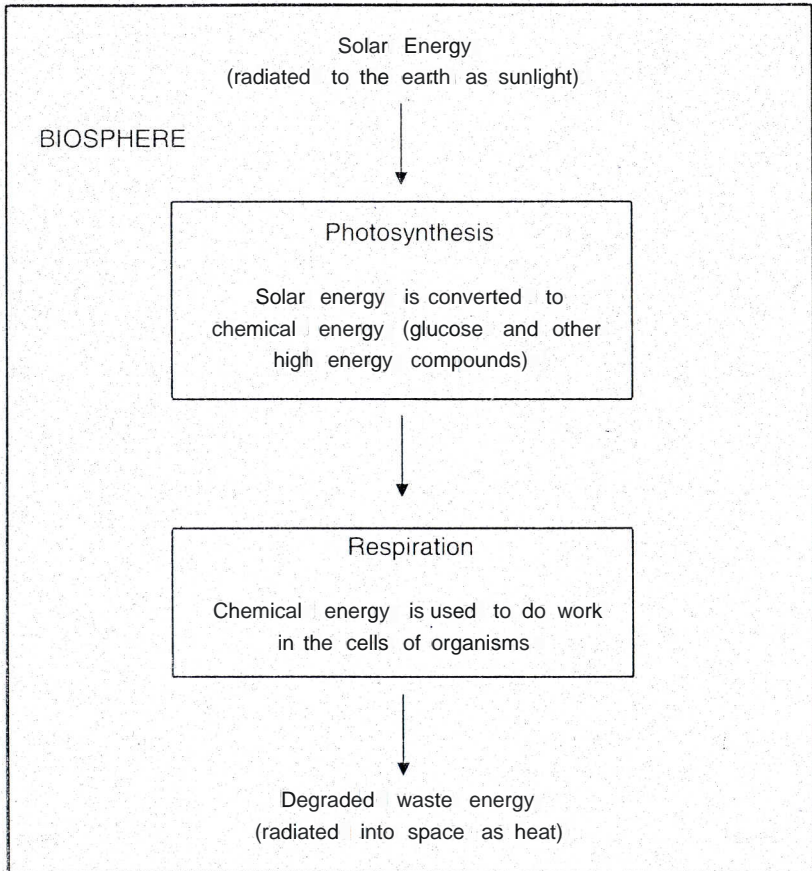 Solar Energy
(radiated to the earth as sunlight)
BIOSPHERE
Photosynthesis
Solar energy is converted to
chemical energy (glucose and other
high energy compounds)
Respiration
Chemical energy is used to do work
in the cells of organisms
Degraded waste energy
(radiated into space as heat)